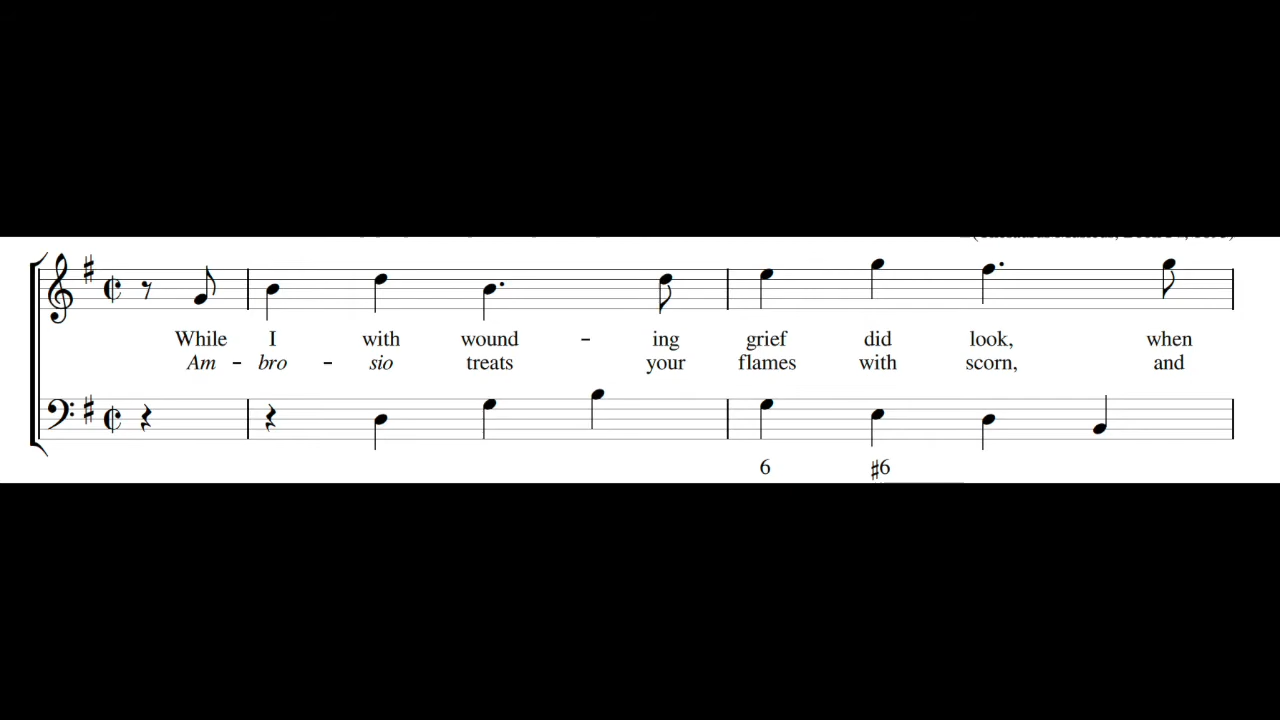 While I with wound - ing grief did look, when
Am - bro - sio treats your flames with scorn, and
6 #6